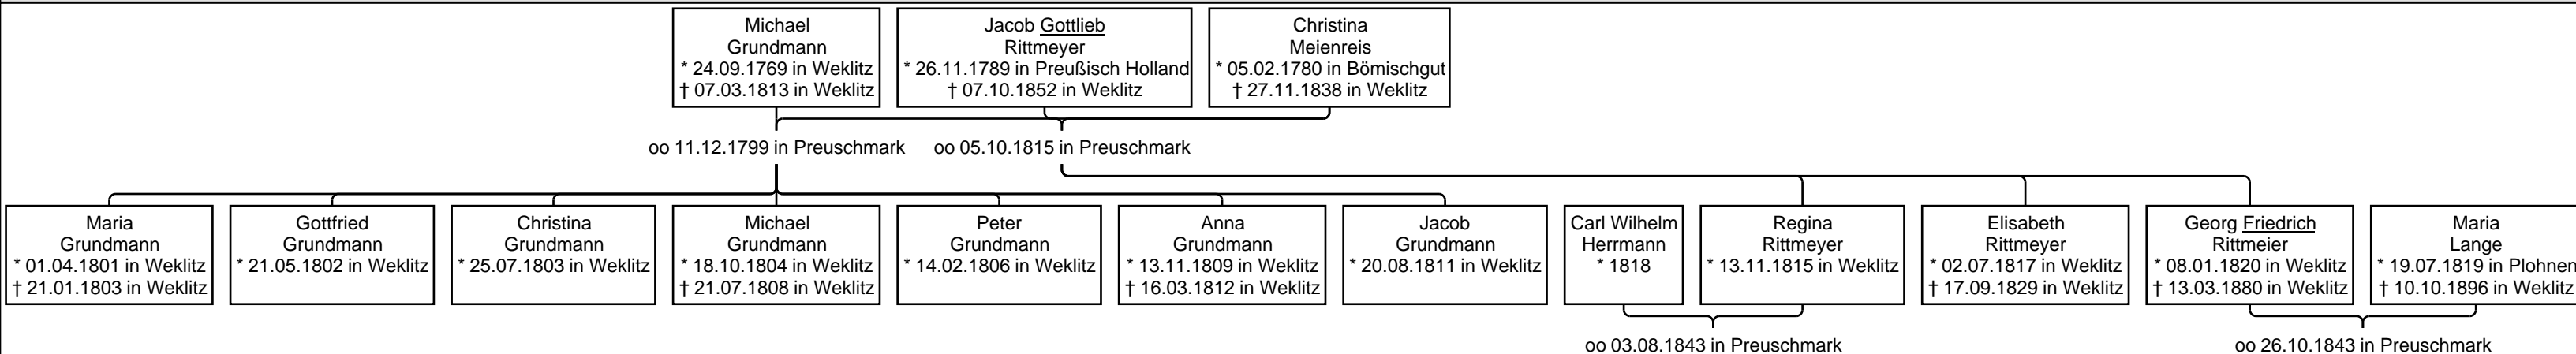 Michael
Grundmann
* 24.09.1769 in Weklitz
† 07.03.1813 in Weklitz
Jacob Gottlieb
Rittmeyer
* 26.11.1789 in Preußisch Holland
† 07.10.1852 in Weklitz
Christina
Meienreis
* 05.02.1780 in Bömischgut
† 27.11.1838 in Weklitz
oo 11.12.1799 in Preuschmark
oo 05.10.1815 in Preuschmark
Maria
Grundmann
* 01.04.1801 in Weklitz
† 21.01.1803 in Weklitz
Gottfried
Grundmann
* 21.05.1802 in Weklitz
Christina
Grundmann
* 25.07.1803 in Weklitz
Michael
Grundmann
* 18.10.1804 in Weklitz
† 21.07.1808 in Weklitz
Peter
Grundmann
* 14.02.1806 in Weklitz
Anna
Grundmann
* 13.11.1809 in Weklitz
† 16.03.1812 in Weklitz
Jacob
Grundmann
* 20.08.1811 in Weklitz
Carl Wilhelm
Herrmann
* 1818
Regina
Rittmeyer
* 13.11.1815 in Weklitz
Elisabeth
Rittmeyer
* 02.07.1817 in Weklitz
† 17.09.1829 in Weklitz
Georg Friedrich
Rittmeier
* 08.01.1820 in Weklitz
† 13.03.1880 in Weklitz
Maria
Lange
* 19.07.1819 in Plohnen
† 10.10.1896 in Weklitz
oo 03.08.1843 in Preuschmark
oo 26.10.1843 in Preuschmark